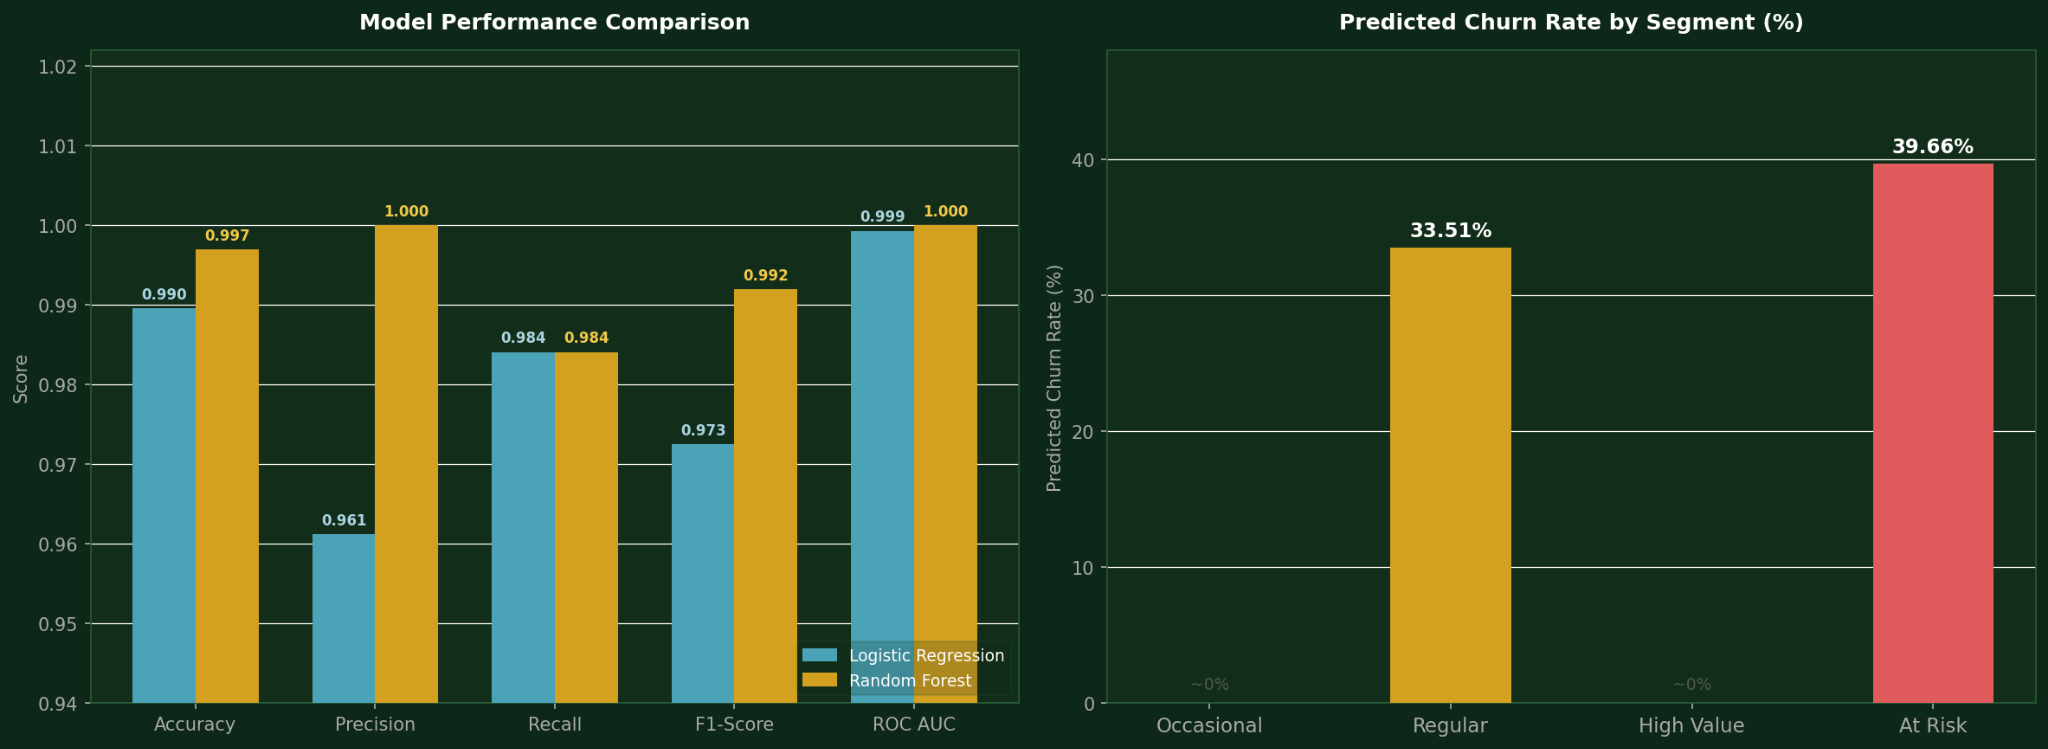 Model Performance Comparison
Score
1.02
1.01
1.00
0.99
0.98
0.97
0.96
0.95
0.94
0.990
0.997
0.961
1.000
0.984
0.984
0.973
0.992
0.999
1.000
Accuracy
Precision
Recall
F1-Score
ROC AUC
Logistic Regression
Random Forest
Predicted Churn Rate by Segment (%)
Predicted Churn Rate (%)
40
30
20
10
0
~0%
33.51%
~0%
39.66%
Occasional
Regular
High Value
At Risk